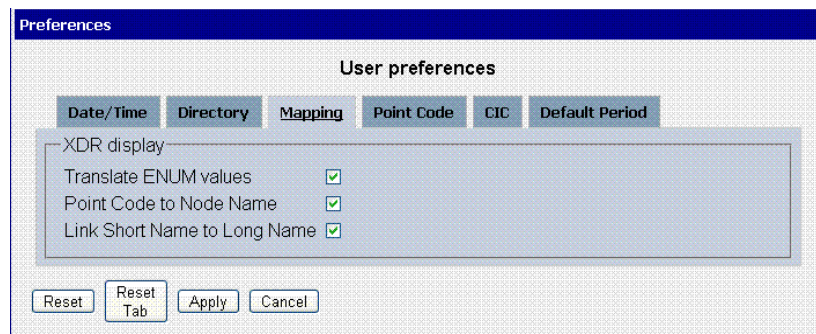 Preferences
User preferences
Date/Time Directory Mapping Point Code CIC Default Period
XDR display
Translate ENUM values
Point Code to Node Name
Link Short Name to Long Name
Reset Reset Tab Apply Cancel